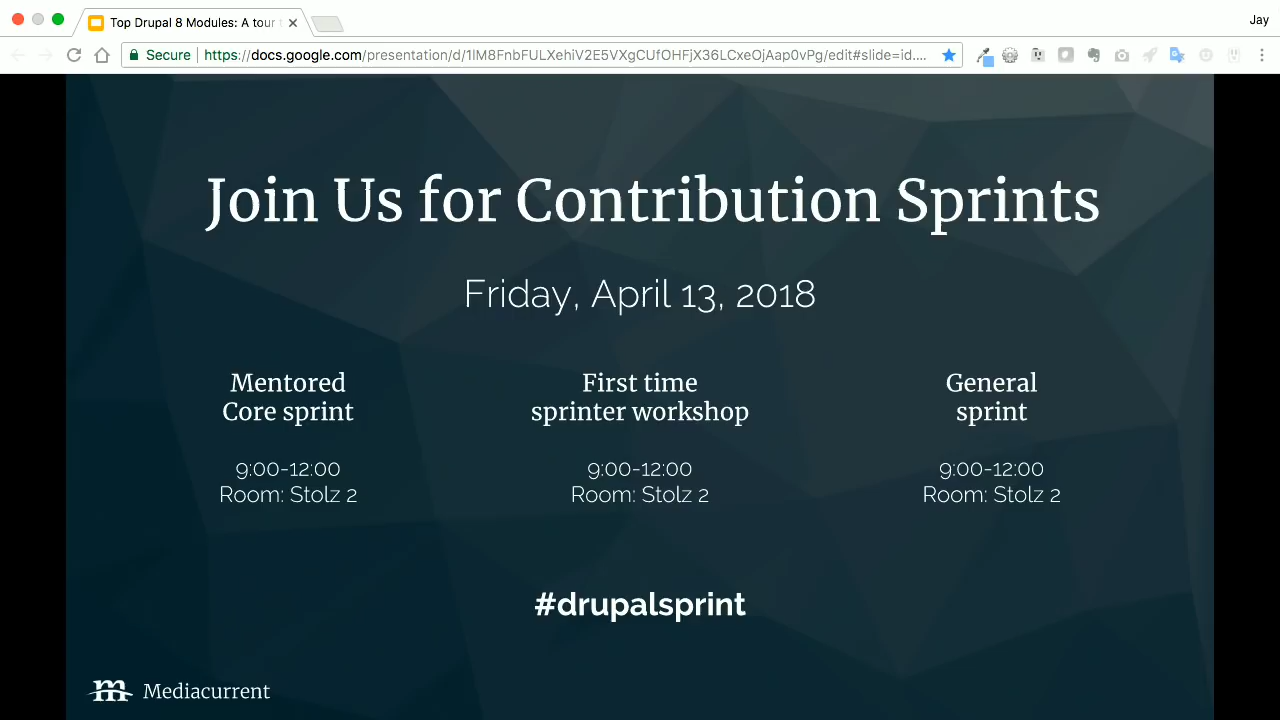 Top Drupal 8 Modules: A tour
Jay
Secure
https://docs.google.com/presentation/d/1lM8FnbFULXehiV2E5VXgCUfOHFjX36LCxeOjAap0vPg/edit#slide=id....
Join Us for Contribution Sprints
Friday, April 13, 2018
Mentored
Core sprint
9:00-12:00
Room: Stolz 2
First time
sprinter workshop
9:00-12:00
Room: Stolz 2
General
sprint
9:00-12:00
Room: Stolz 2
#drupalsprint
m Mediacurrent